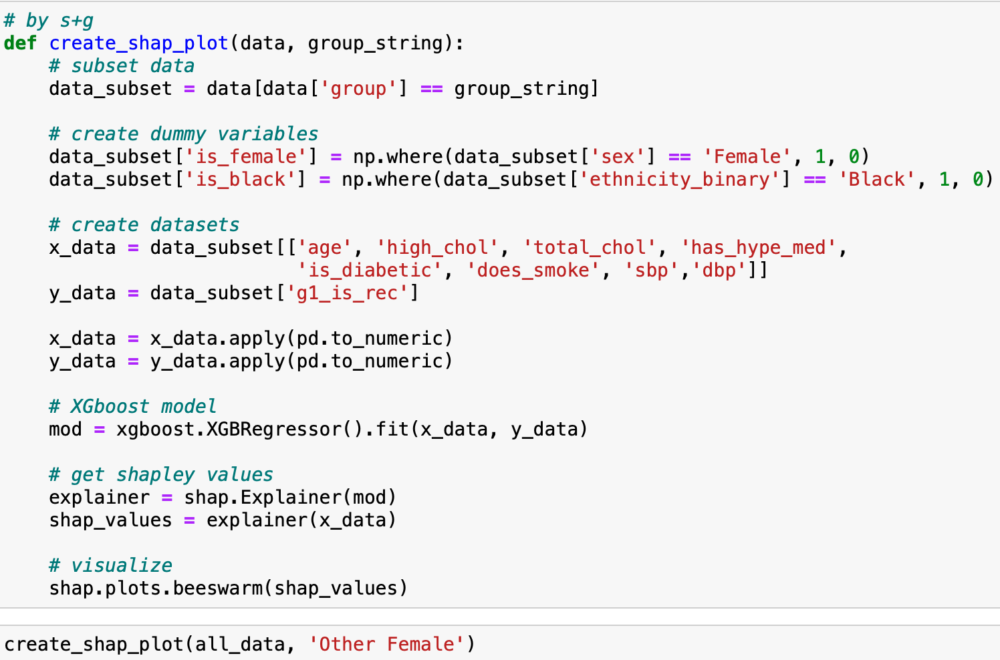 # by s+g
def create_shap_plot(data, group_string):
    # subset data
    data_subset = data[data['group'] == group_string]

    # create dummy variables
    data_subset['is_female'] = np.where(data_subset['sex'] == 'Female', 1, 0)
    data_subset['is_black'] = np.where(data_subset['ethnicity_binary'] == 'Black', 1, 0)

    # create datasets
    x_data = data_subset[['age', 'high_chol', 'total_chol', 'has_hype_med',
                          'is_diabetic', 'does_smoke', 'sbp','dbp']]
    y_data = data_subset['g1_is_rec']

    x_data = x_data.apply(pd.to_numeric)
    y_data = y_data.apply(pd.to_numeric)

    # XGboost model
    mod = xgboost.XGBRegressor().fit(x_data, y_data)

    # get shapley values
    explainer = shap.Explainer(mod)
    shap_values = explainer(x_data)

    # visualize
    shap.plots.beeswarm(shap_values)

create_shap_plot(all_data, 'Other Female')